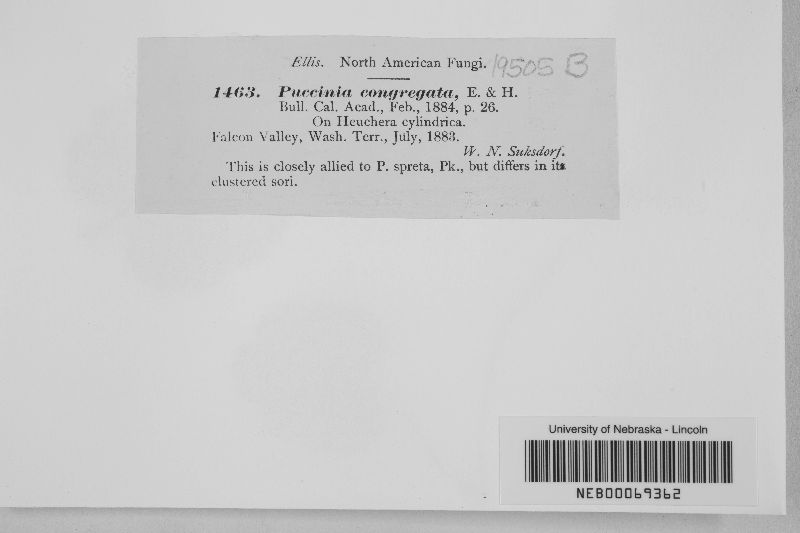 Ellis. North American Fungi. 19505 B
1463. Puccinia congregata, E. & H.
Bull. Cal. Acad., Feb., 1884, p. 26.
On Heuchera cylindrica.
Falcon Valley, Wash. Terr., July, 1883.
W. N. Suksdorf.
This is closely allied to P. spreta, Pk., but differs in its
clustered sori.
University of Nebraska - Lincoln
NEB00069362